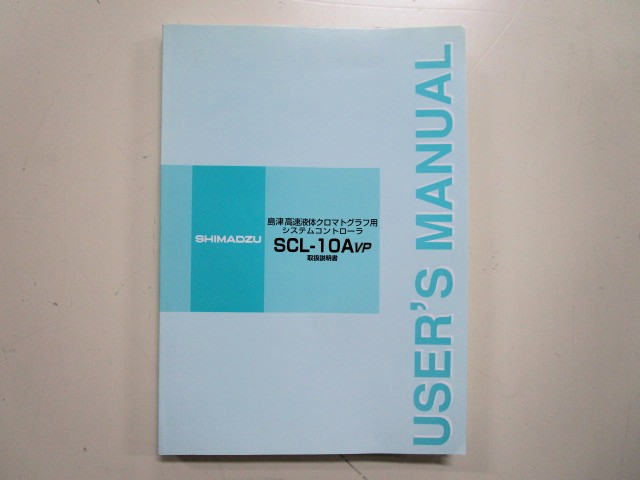 SHIMADZU
島津 高速液体クロマトグラフ用
システムコントローラ
SCL-10AVP
取扱説明書
USER'S MANUAL